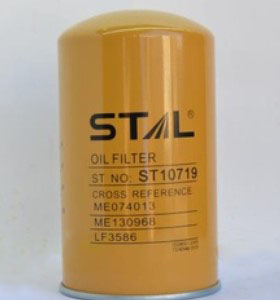 STAL®
OIL FILTER
ST NO: ST10719
CROSS REFERENCE
ME074013
ME130968
LF3586